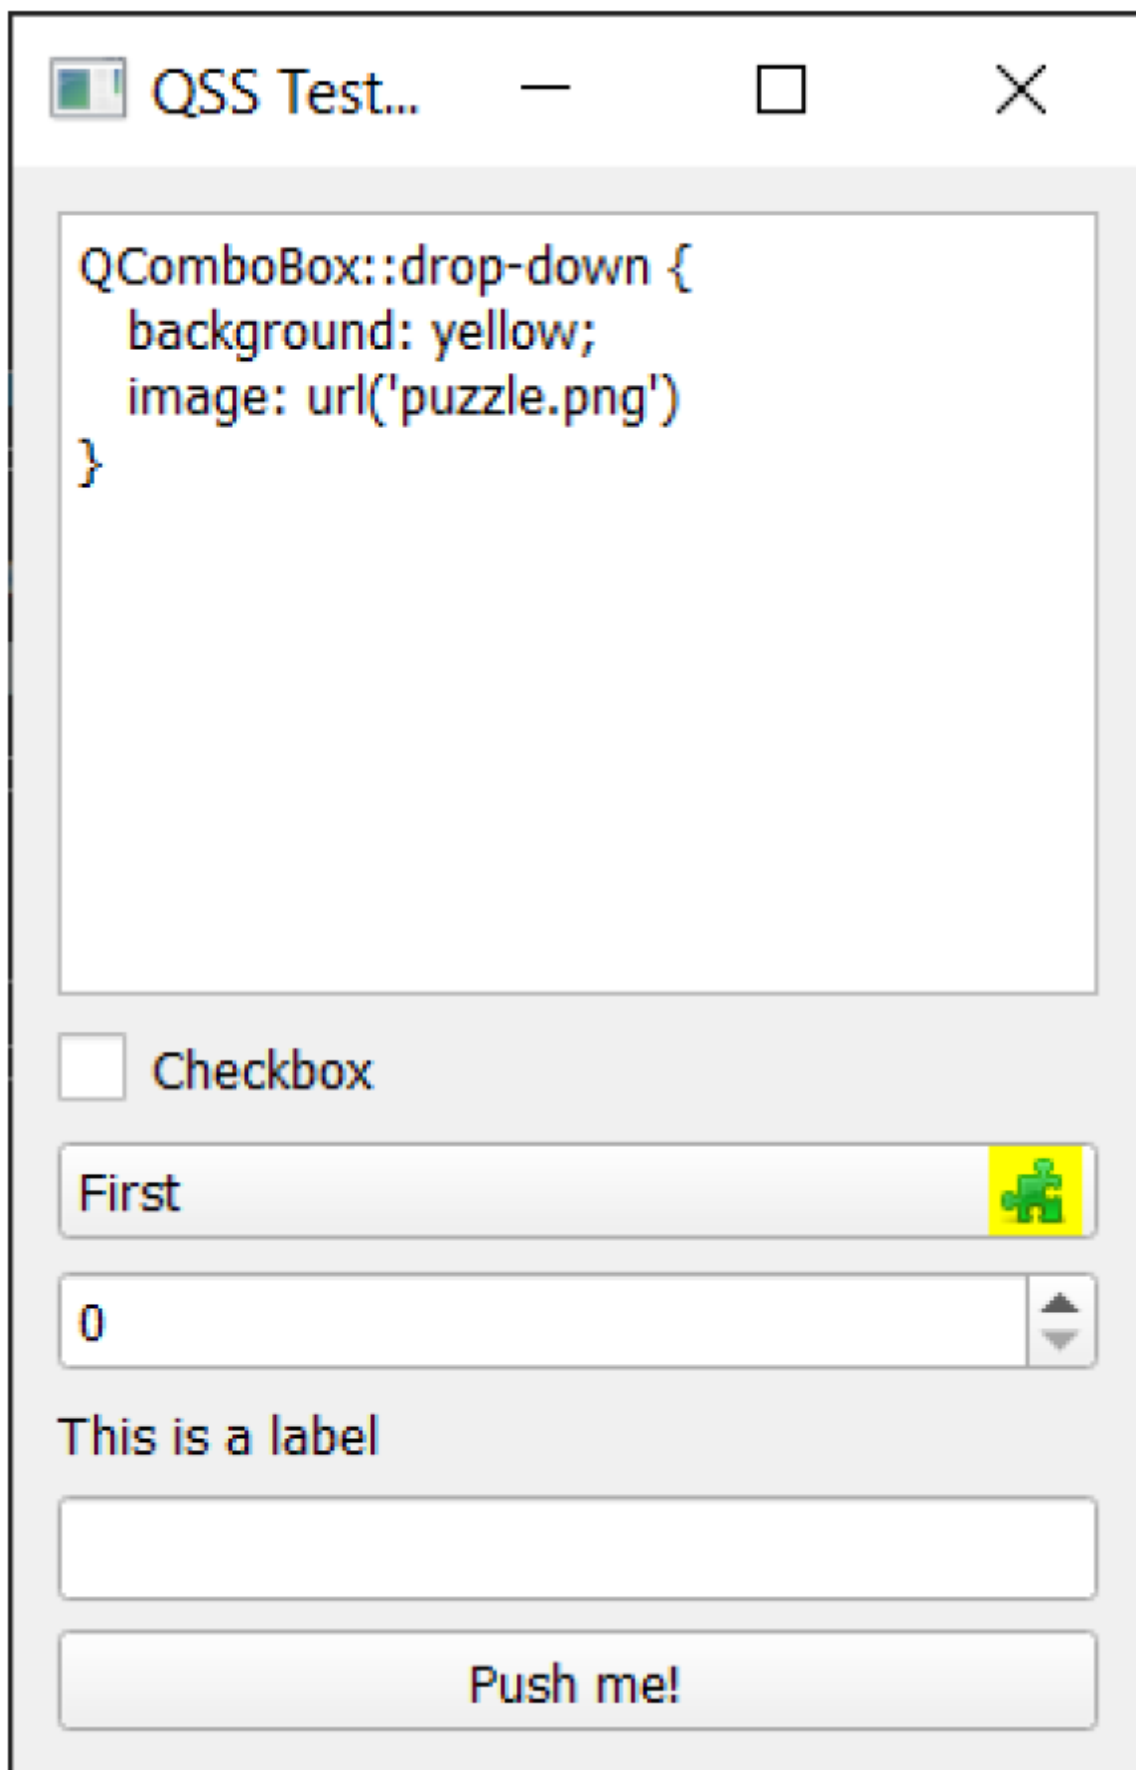 QSS Test...
QComboBox::drop-down {
   background: yellow;
   image: url('puzzle.png')
}
Checkbox
First
0
This is a label
Push me!